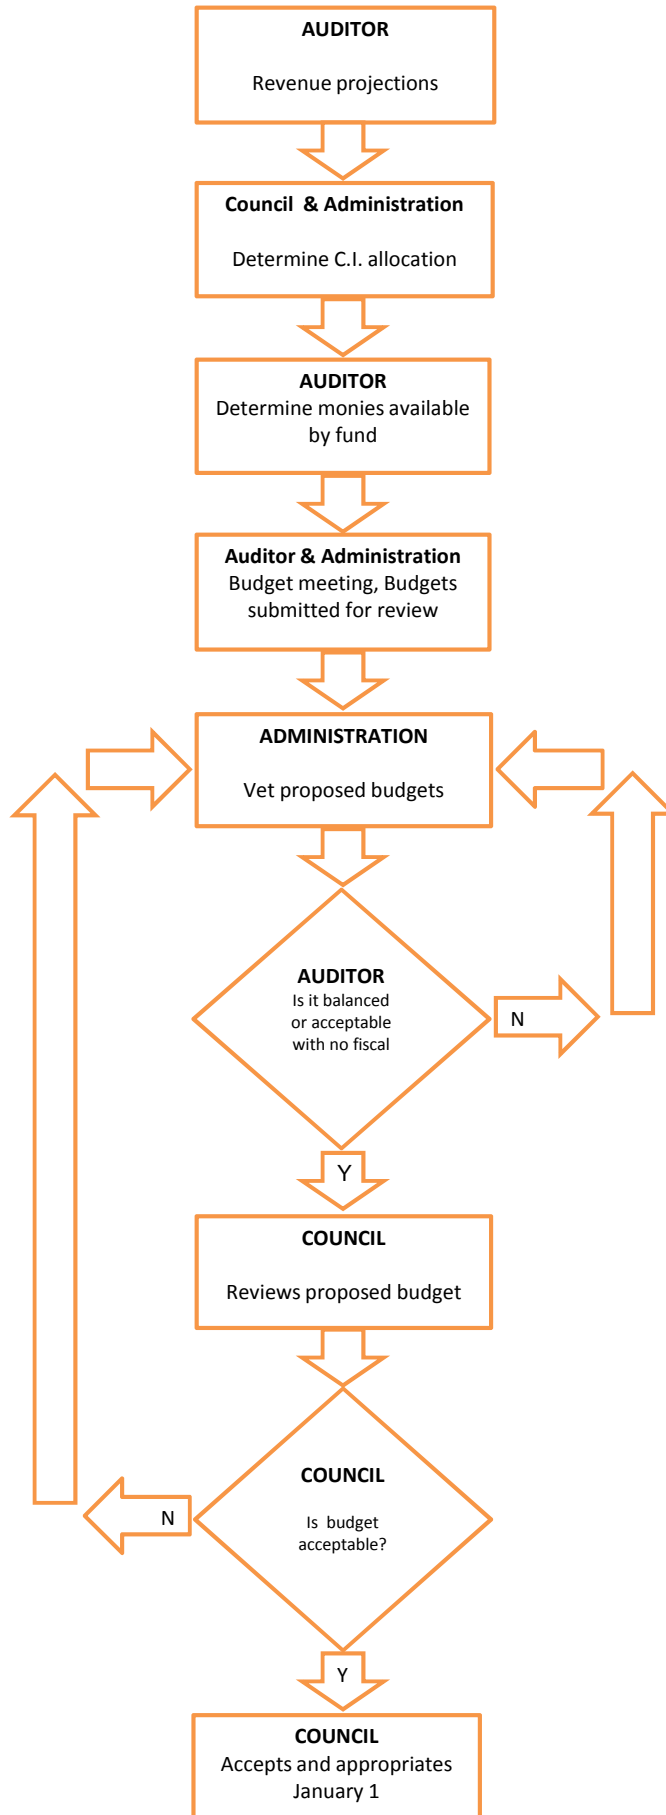 AUDITOR
Revenue projections
Council & Administration
Determine C.I. allocation
AUDITOR
Determine monies available
by fund
Auditor & Administration
Budget meeting, Budgets
submitted for review
ADMINISTRATION
Vet proposed budgets
AUDITOR
Is it balanced
or acceptable
with no fiscal
N
Y
COUNCIL
Reviews proposed budget
COUNCIL
Is budget
acceptable?
N
Y
COUNCIL
Accepts and appropriates
January 1